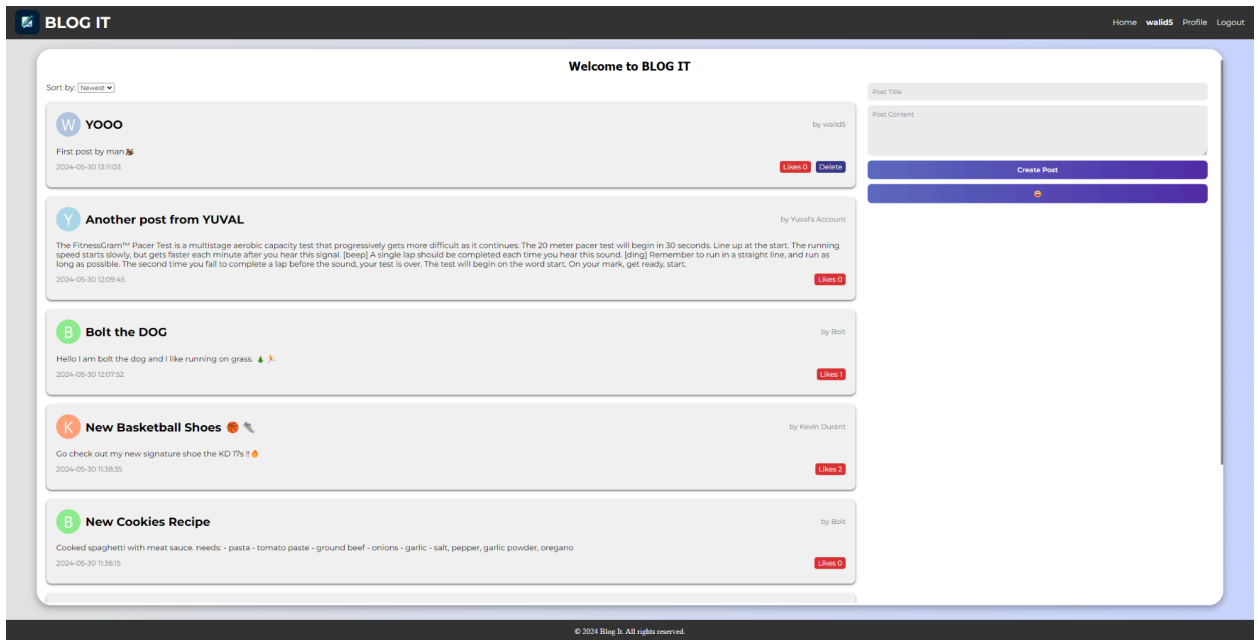 BLOG IT
Home walid5 Profile Logout
Welcome to BLOG IT
Sort by: Newest
W YOOO
by walid5
First post by man
2024-05-30 13:11:03
Likes 0 Delete
Y Another post from YUVAL
by Yuval's Account
The FitnessGram™ Pacer Test is a multistage aerobic capacity test that progressively gets more difficult as it continues. The 20 meter pacer test will begin in 30 seconds. Line up at the start. The running
speed starts slowly, but gets faster each minute after you hear this signal. [beep] A single lap should be completed each time you hear this sound. [ding] Remember to run in a straight line, and run as
long as possible. The second time you fail to complete a lap before the sound, your test is over. The test will begin on the word start. On your mark, get ready, start.
2024-05-30 12:09:45
Likes 0
B Bolt the DOG
by Bolt
Hello I am bolt the dog and I like running on grass. 🌲 🏃
2024-05-30 12:07:52
Likes 1
K New Basketball Shoes 🏀 👟
by Kevin Durant
Go check out my new signature shoe the KD 17s !! 🔥
2024-05-30 11:38:35
Likes 2
B New Cookies Recipe
by Bolt
Cooked spaghetti with meat sauce. needs: - pasta - tomato paste - ground beef - onions - garlic - salt, pepper, garlic powder, oregano
2024-05-30 11:36:15
Likes 0
Post Title
Post Content
Create Post
© 2024 Blog It. All rights reserved.